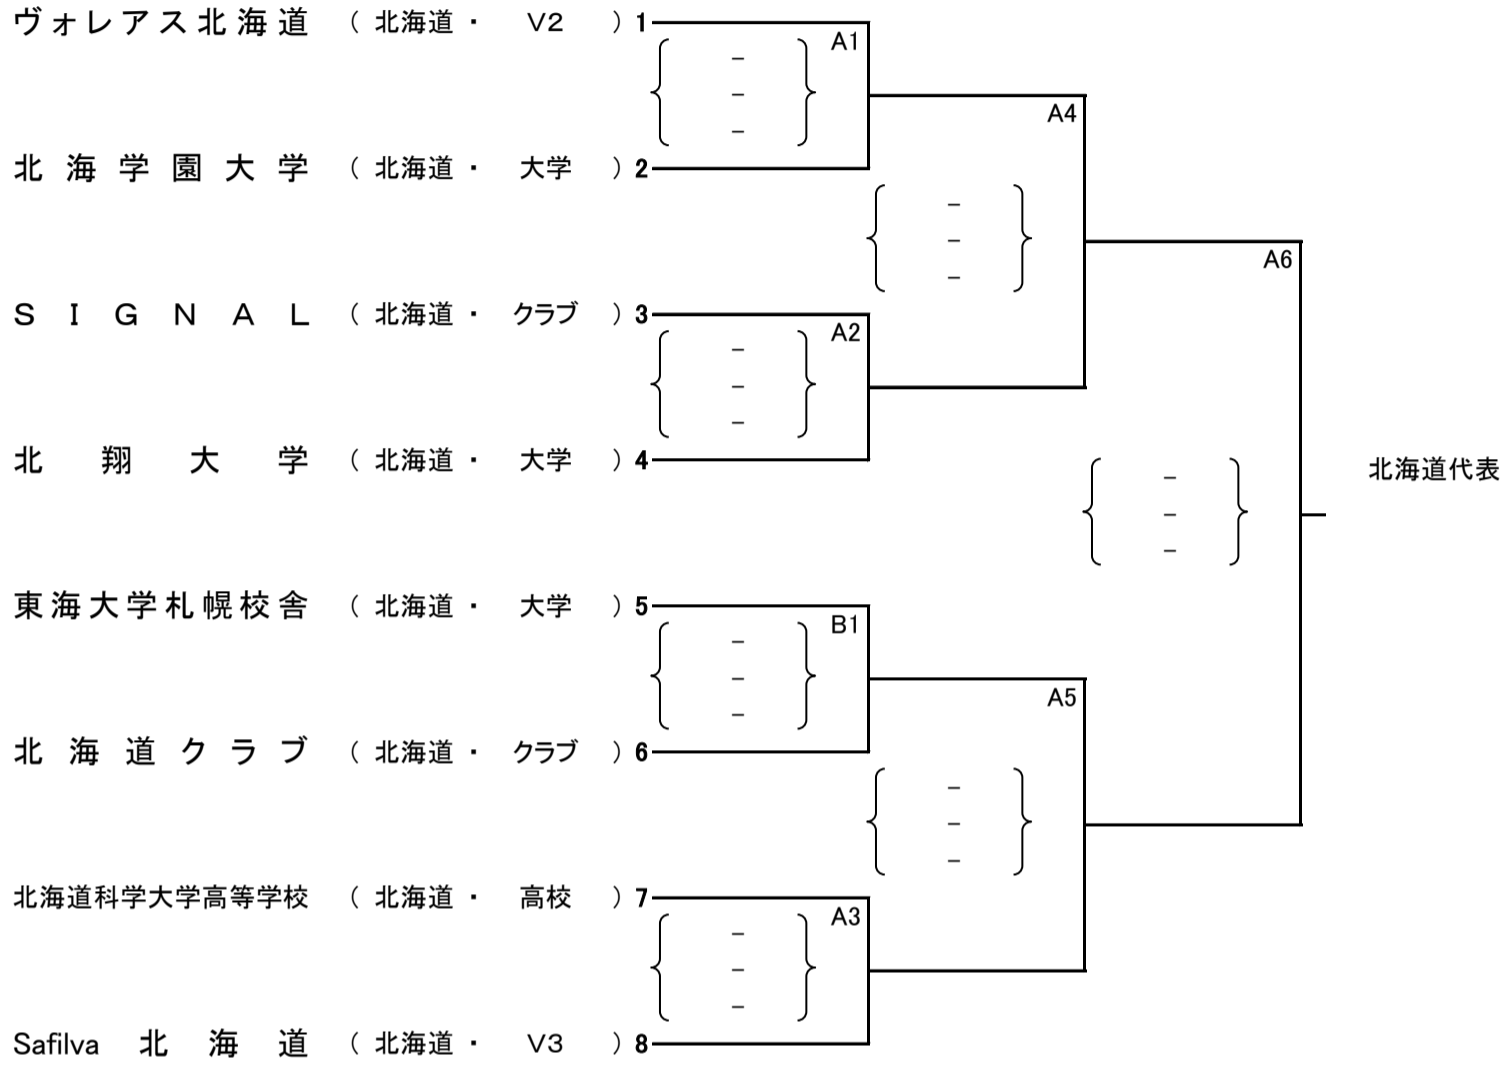 ヴォレアス北海道 ( 北海道 ・ V2 ) 1
A1
–
–
–
A4
北海学園大学 ( 北海道 ・ 大学 ) 2
–
–
–
A6
SIGNAL ( 北海道 ・ クラブ ) 3
A2
–
–
–
北翔大学 ( 北海道 ・ 大学 ) 4
北海道代表
–
–
–
東海大学札幌校舎 ( 北海道 ・ 大学 ) 5
B1
–
–
–
A5
北海道クラブ ( 北海道 ・ クラブ ) 6
–
–
–
北海道科学大学高等学校 ( 北海道 ・ 高校 ) 7
A3
–
–
–
Safilva 北海道 ( 北海道 ・ V3 ) 8